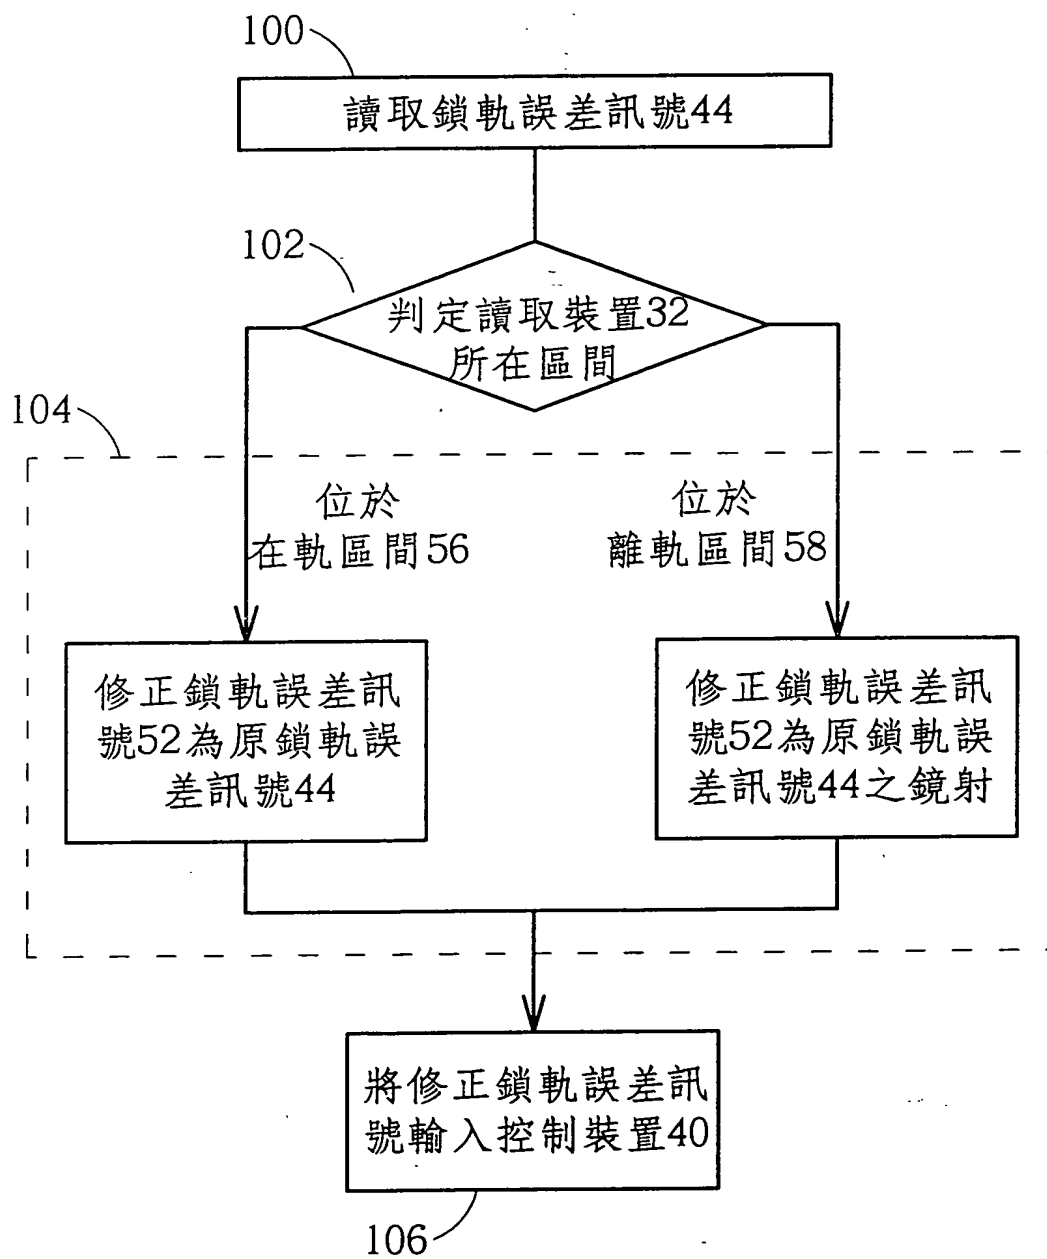 100
讀取鎖軌誤差訊號44
102
判定讀取裝置32
所在區間
104
位於
在軌區間56
位於
離軌區間58
修正鎖軌誤差訊
號52為原鎖軌誤
差訊號44
修正鎖軌誤差訊
號52為原鎖軌誤
差訊號44之鏡射
將修正鎖軌誤差訊
號輸入控制裝置40
106